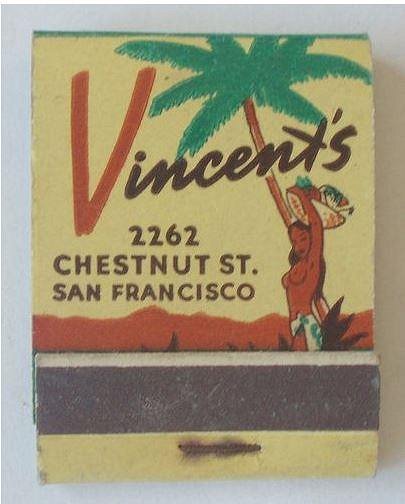 Vincent's
2262
CHESTNUT ST.
SAN FRANCISCO